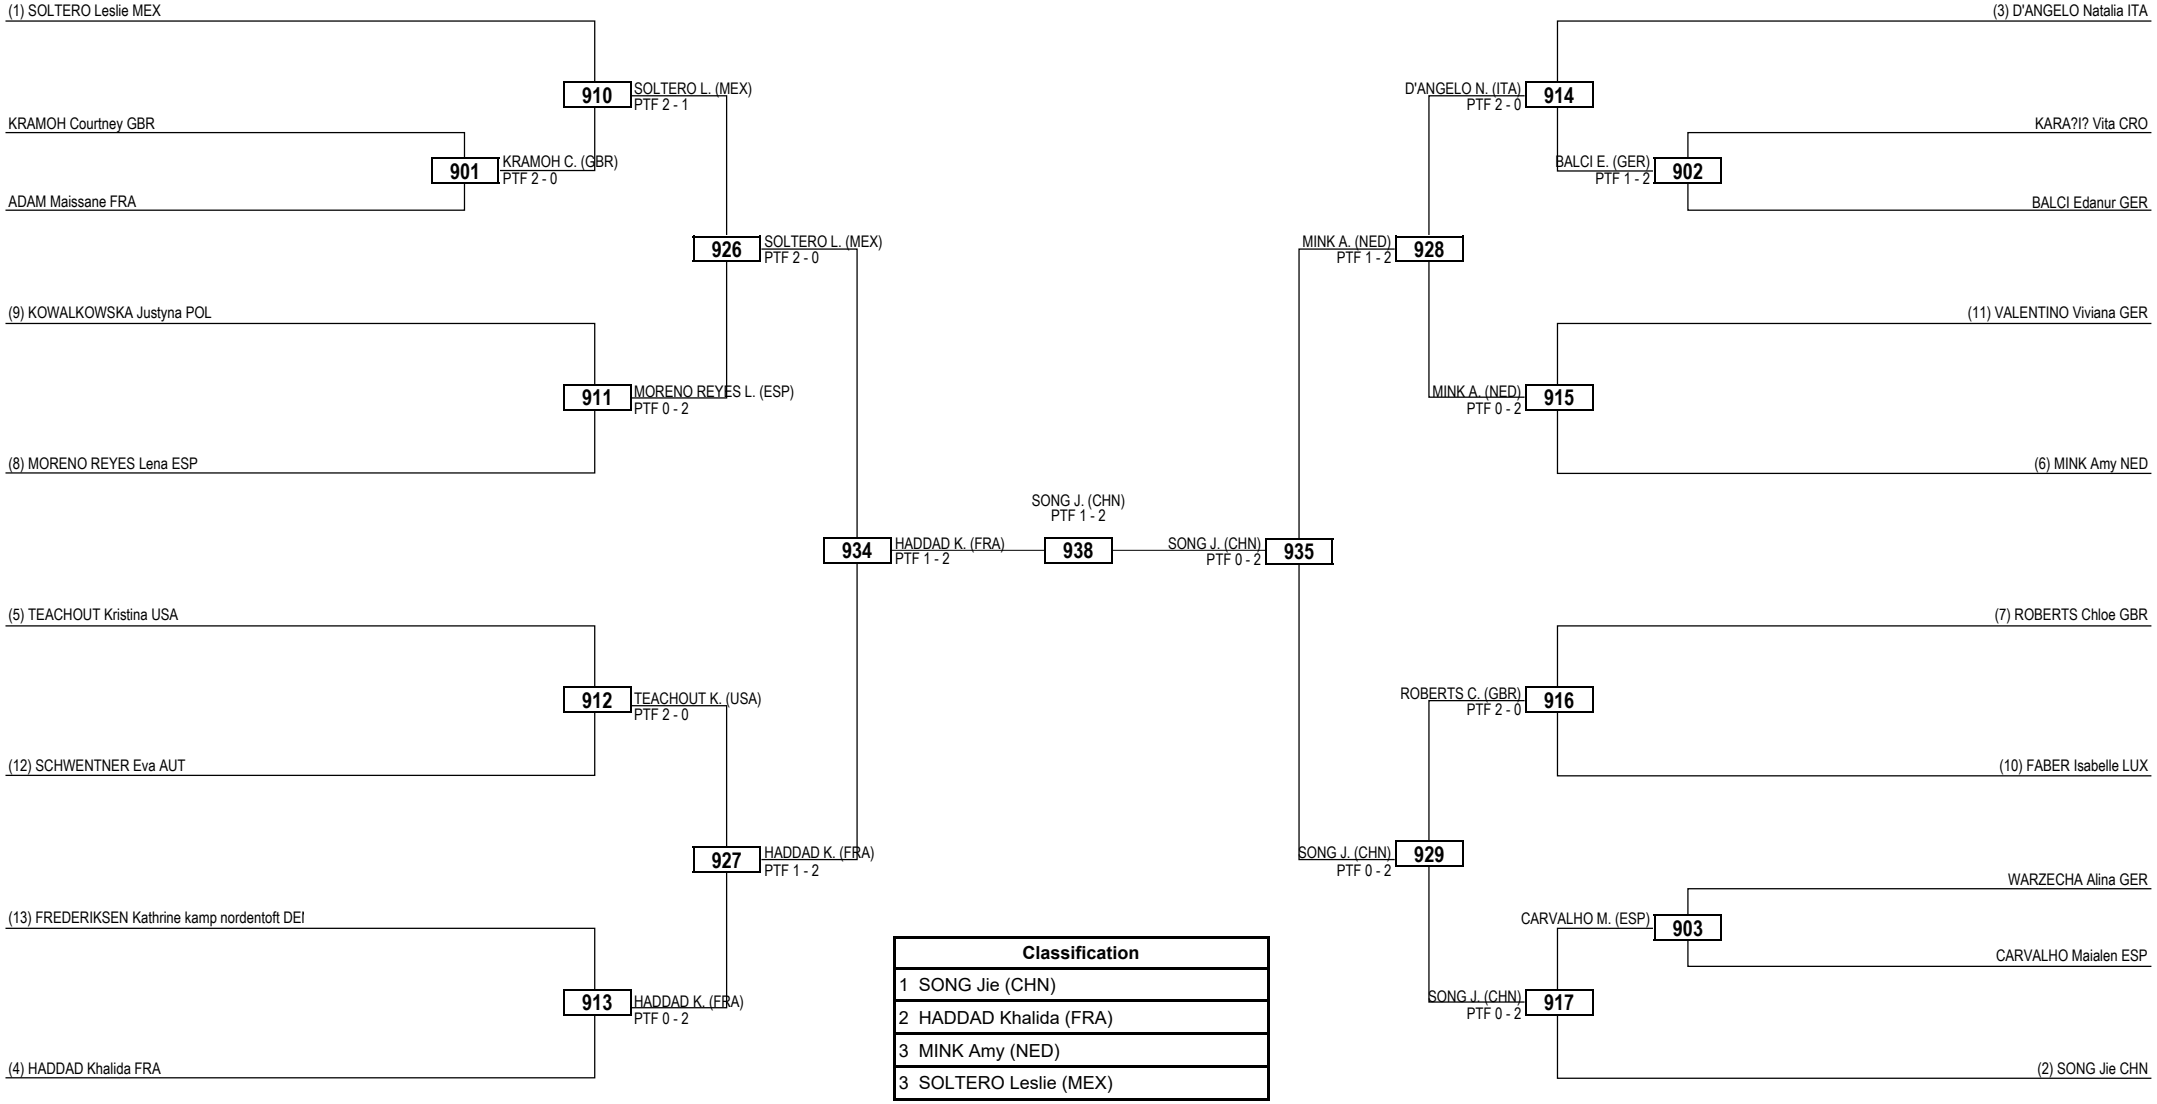 (1) SOLTERO Leslie MEX
(3) D'ANGELO Natalia ITA
910
SOLTERO L. (MEX)
PTF 2 - 1
D'ANGELO N. (ITA)
PTF 2 - 0
914
KRAMOH Courtney GBR
KARA?I? Vita CRO
901
KRAMOH C. (GBR)
PTF 2 - 0
BALCI E. (GER)
PTF 1 - 2
902
ADAM Maissane FRA
BALCI Edanur GER
926
SOLTERO L. (MEX)
PTF 2 - 0
MINK A. (NED)
PTF 1 - 2
928
(9) KOWALKOWSKA Justyna POL
(11) VALENTINO Viviana GER
911
MORENO REYES L. (ESP)
PTF 0 - 2
MINK A. (NED)
PTF 0 - 2
915
(8) MORENO REYES Lena ESP
(6) MINK Amy NED
SONG J. (CHN)
PTF 1 - 2
934
HADDAD K. (FRA)
PTF 1 - 2
938
SONG J. (CHN)
PTF 0 - 2
935
(5) TEACHOUT Kristina USA
(7) ROBERTS Chloe GBR
912
TEACHOUT K. (USA)
PTF 2 - 0
ROBERTS C. (GBR)
PTF 2 - 0
916
(12) SCHWENTNER Eva AUT
(10) FABER Isabelle LUX
927
HADDAD K. (FRA)
PTF 1 - 2
SONG J. (CHN)
PTF 0 - 2
929
WARZECHA Alina GER
(13) FREDERIKSEN Kathrine kamp nordentoft DE
CARVALHO M. (ESP)
903
CARVALHO Maialen ESP
913
HADDAD K. (FRA)
PTF 0 - 2
SONG J. (CHN)
PTF 0 - 2
917
(4) HADDAD Khalida FRA
(2) SONG Jie CHN
Classification
1 SONG Jie (CHN)
2 HADDAD Khalida (FRA)
3 MINK Amy (NED)
3 SOLTERO Leslie (MEX)